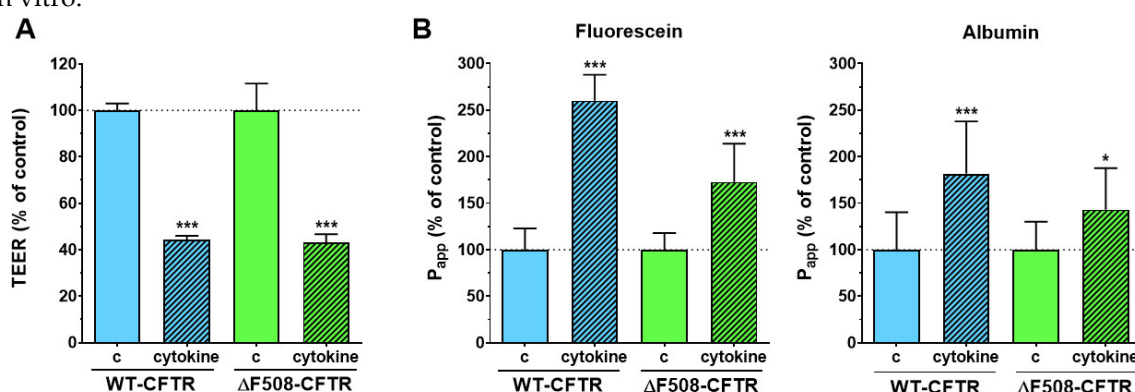 n vitro.
A
TEER (% of control)
120
100
80
60
40
20
0
***
***
c cytokine c cytokine
WT-CFTR ΔF508-CFTR
B
Fluorescein
Papp (% of control)
300
250
200
150
100
50
0
***
***
c cytokine c cytokine
WT-CFTR ΔF508-CFTR
Albumin
Papp (% of control)
300
250
200
150
100
50
0
***
*
c cytokine c cytokine
WT-CFTR ΔF508-CFTR